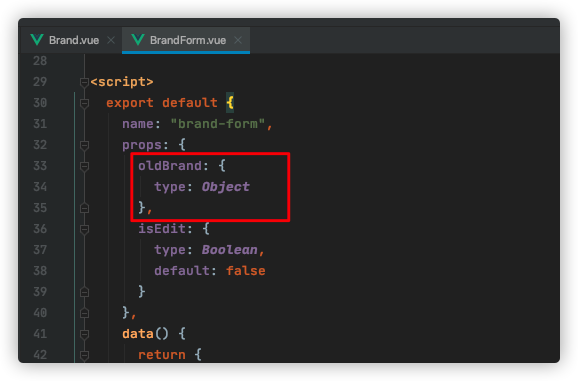 Brand.vue × BrandForm.vue ×
28
29 <script>
30 export default {
31 name: "brand-form",
32 props: {
33 oldBrand: {
34 type: Object
35 },
36 isEdit: {
37 type: Boolean,
38 default: false
39 }
40 },
41 data() {
42 return {